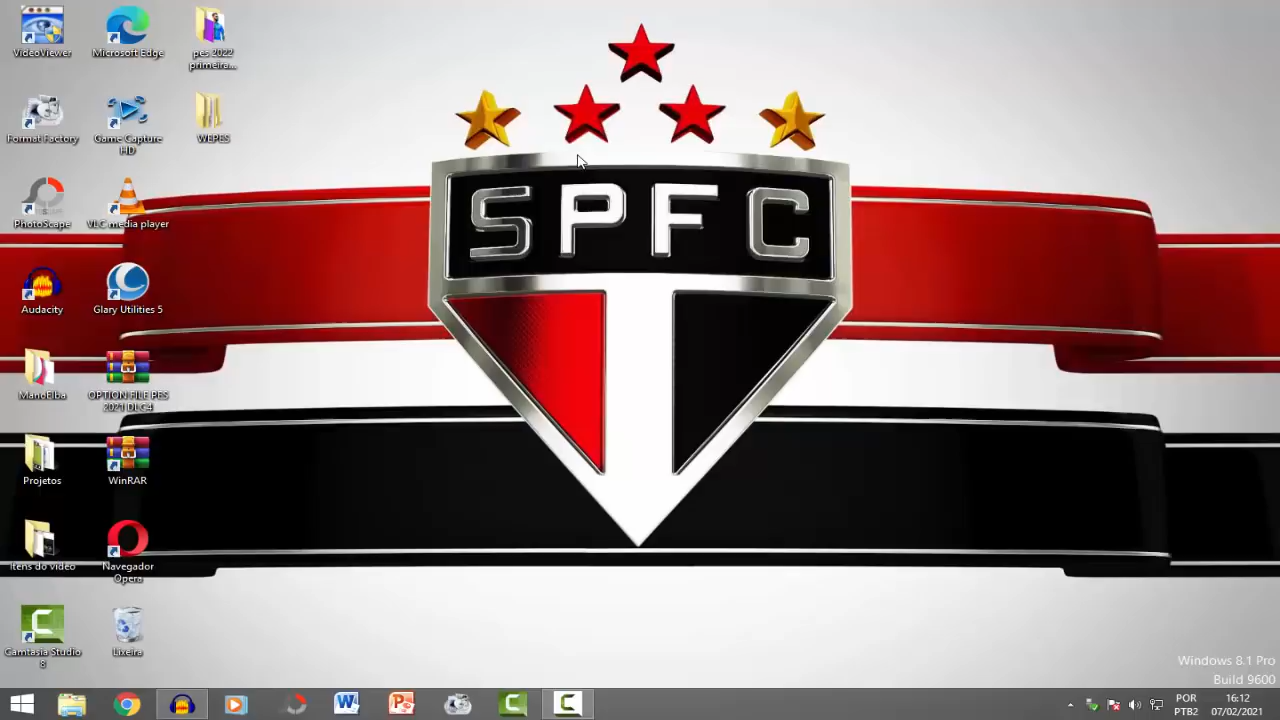 VideoViewer
Microsoft Edge
pes 2022
primeira...
Format Factory
Game Capture
HD
WEPES
PhotoScape
VLC media player
Audacity
Glary Utilities 5
ManoElba
OPTION FILE PES
2021 DLC4
Projetos
WinRAR
Itens do vídeo
Navegador
Opera
Camtasia Studio
8
Lixeira
SPFC
Windows 8.1 Pro
Build 9600
POR
PTB2
16:12
07/02/2021